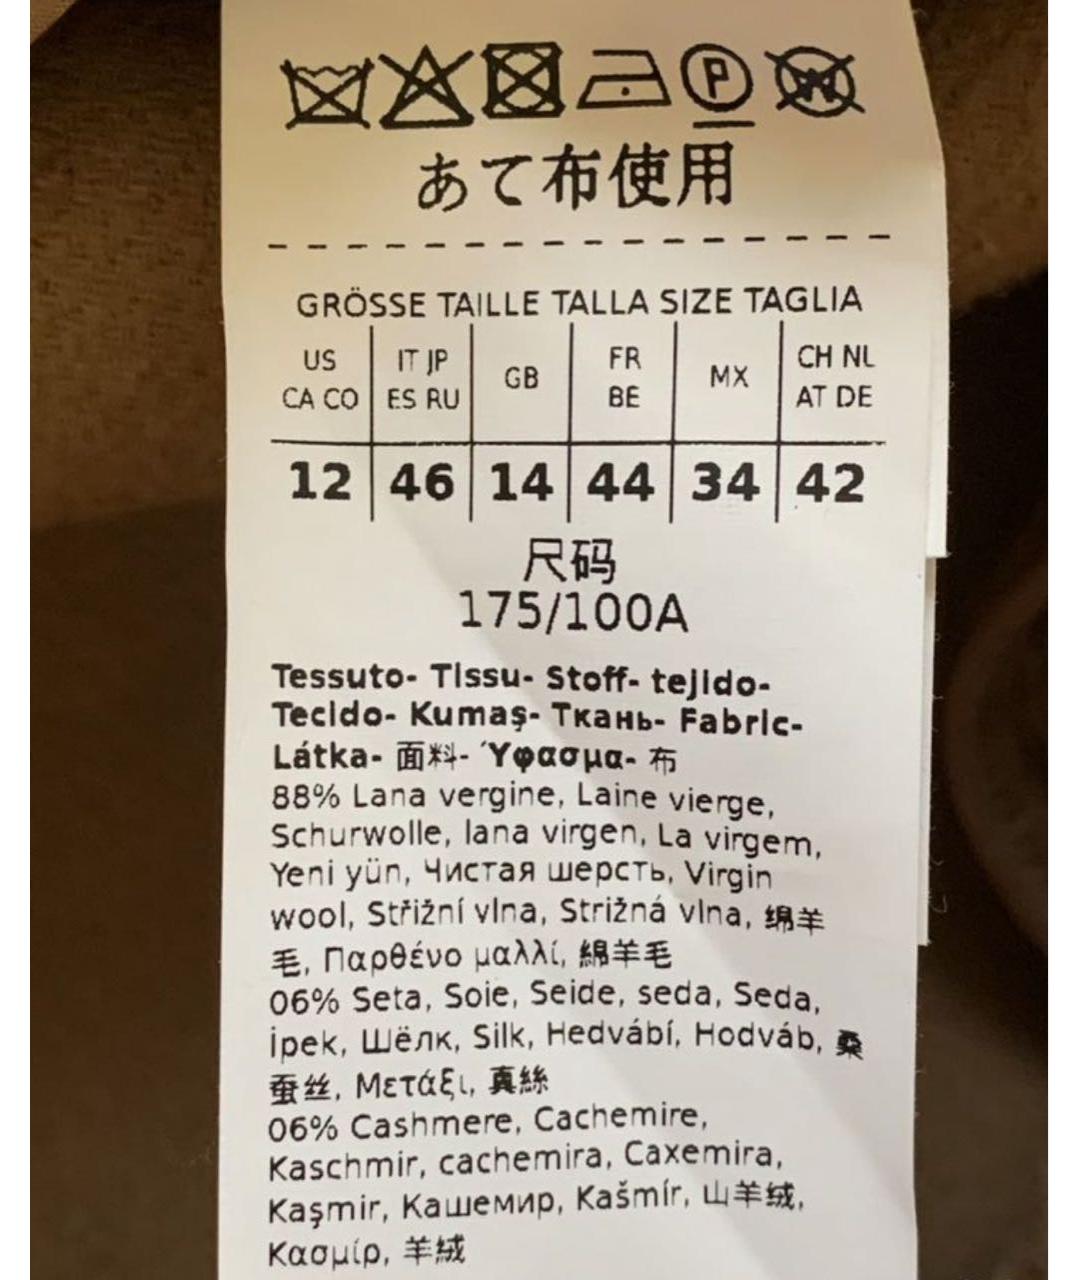 P
W
あて布使用
GRÖSSE TAILLE TALLA SIZE TAGLIA
US CA CO | IT JP ES RU | GB | FR BE | MX | CH NL AT DE
12 | 46 | 14 | 44 | 34 | 42
尺码
175/100A
Tessuto- Tissu- Stoff- tejido-
Tecido- Kumaş- Ткань- Fabric-
Látka- 面料- Ύφασμα- 布
88% Lana vergine, Laine vierge,
Schurwolle, lana virgen, La virgem,
Yeni yün, Чистая шерсть, Virgin
wool, Střižní vlna, Strižná vlna, 绵羊
毛, Παρθένο μαλλί, 綿羊毛
06% Seta, Soie, Seide, seda, Seda,
İpek, Шёлк, Silk, Hedvábí, Hodváb, 桑
蚕丝, Μετάξι, 真絲
06% Cashmere, Cachemire,
Kaschmir, cachemira, Caxemira,
Kaşmir, Кашемир, Kašmír, 山羊绒,
Κασμίρ, 羊絨